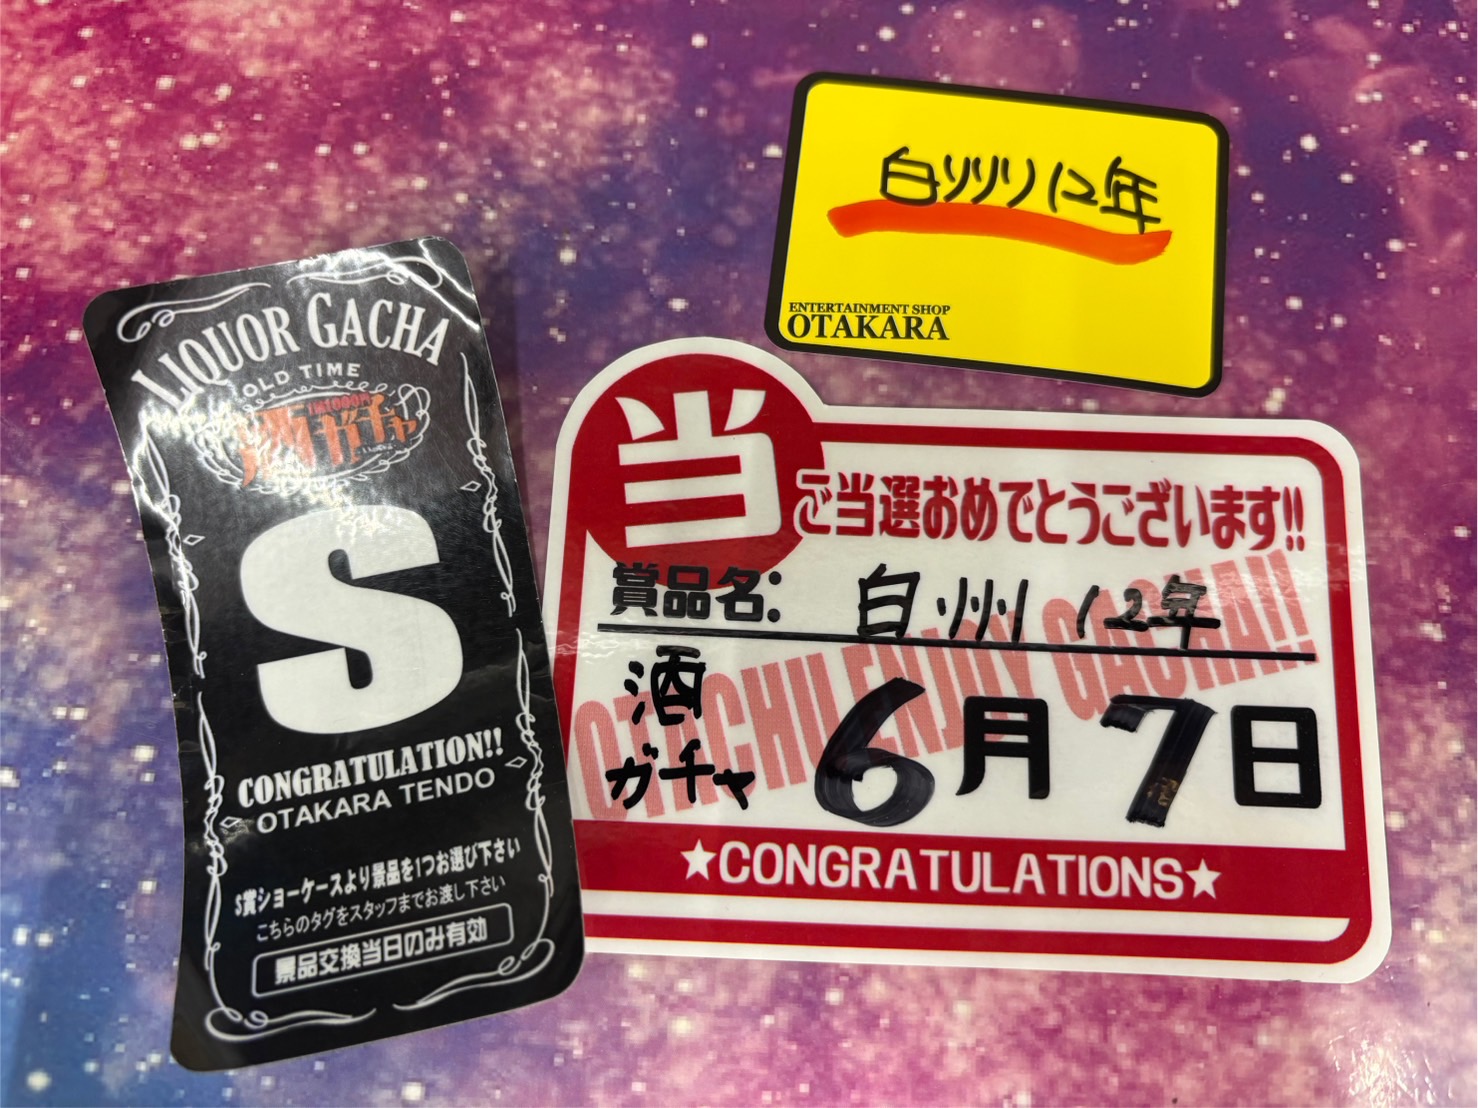 LIQUOR GACHA
OLD TIME
1回1000円
酒ガチャ
S
CONGRATULATION!!
OTAKARA TENDO
S賞ショーケースより景品を1つお選び下さい
こちらのタグをスタッフまでお渡し下さい
景品交換当日のみ有効
白州12年
ENTERTAINMENT SHOP
OTAKARA
当
ご当選おめでとうございます!!
賞品名: 白州 12年
OTACHU ENJOY GACHA!!
酒
ガチャ
6月7日
★CONGRATULATIONS★